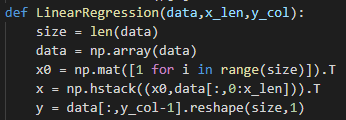 def LinearRegression(data,x_len,y_col):
    size = len(data)
    data = np.array(data)
    x0 = np.mat([1 for i in range(size)]).T
    x = np.hstack((x0,data[:,0:x_len])).T
    y = data[:,y_col-1].reshape(size,1)